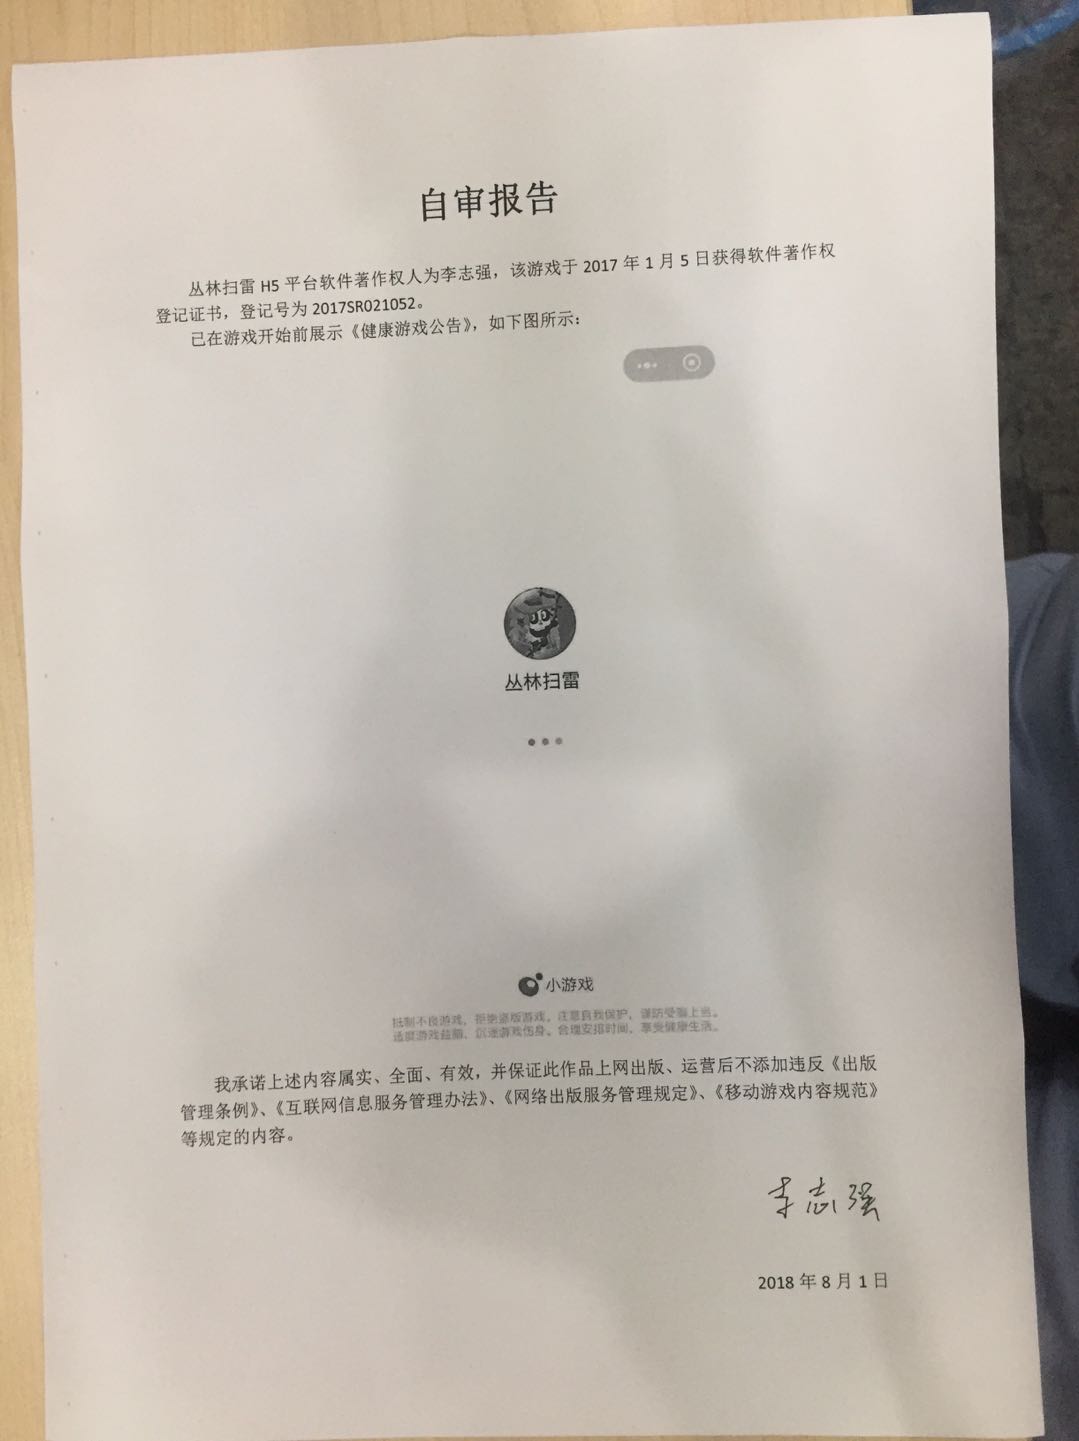 自审报告
丛林扫雷 H5 平台软件著作权人为李志强，该游戏于 2017 年 1 月 5 日获得软件著作权
登记证书，登记号为 2017SR021052。
已在游戏开始前展示《健康游戏公告》，如下图所示：
丛林扫雷
小游戏
抵制不良游戏，拒绝盗版游戏。注意自我保护，谨防受骗上当。
适度游戏益脑，沉迷游戏伤身。合理安排时间，享受健康生活。
我承诺上述内容属实、全面、有效，并保证此作品上网出版、运营后不添加违反《出版
管理条例》、《互联网信息服务管理办法》、《网络出版服务管理规定》、《移动游戏内容规范》
等规定的内容。
李志强
2018 年 8 月 1 日